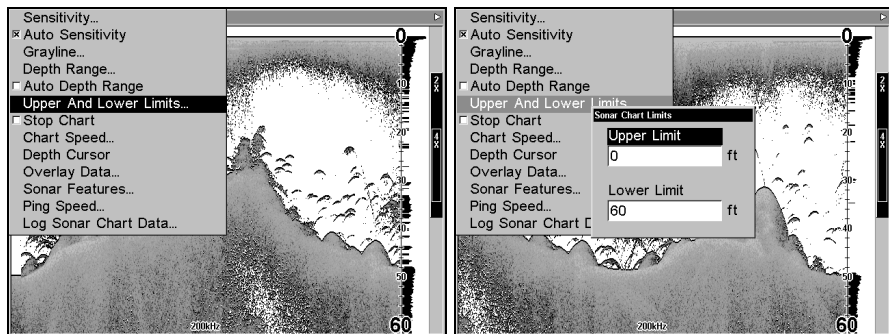 Sensitivity...
Auto Sensitivity
Grayline...
Depth Range...
Auto Depth Range
Upper And Lower Limits...
Stop Chart
Chart Speed...
Depth Cursor
Overlay Data...
Sonar Features...
Ping Speed...
Log Sonar Chart Data...
0
10
20
30
40
50
60
2X
4X
200kHz
Sensitivity...
Auto Sensitivity
Grayline...
Depth Range...
Auto Depth Range
Upper And Lower Limits...
Stop Chart
Chart Speed...
Depth Cursor
Overlay Data...
Sonar Features...
Ping Speed...
Log Sonar Chart D
Sonar Chart Limits
Upper Limit
0 ft
Lower Limit
60 ft
0
10
20
30
40
50
60
2X
4X
200kHz